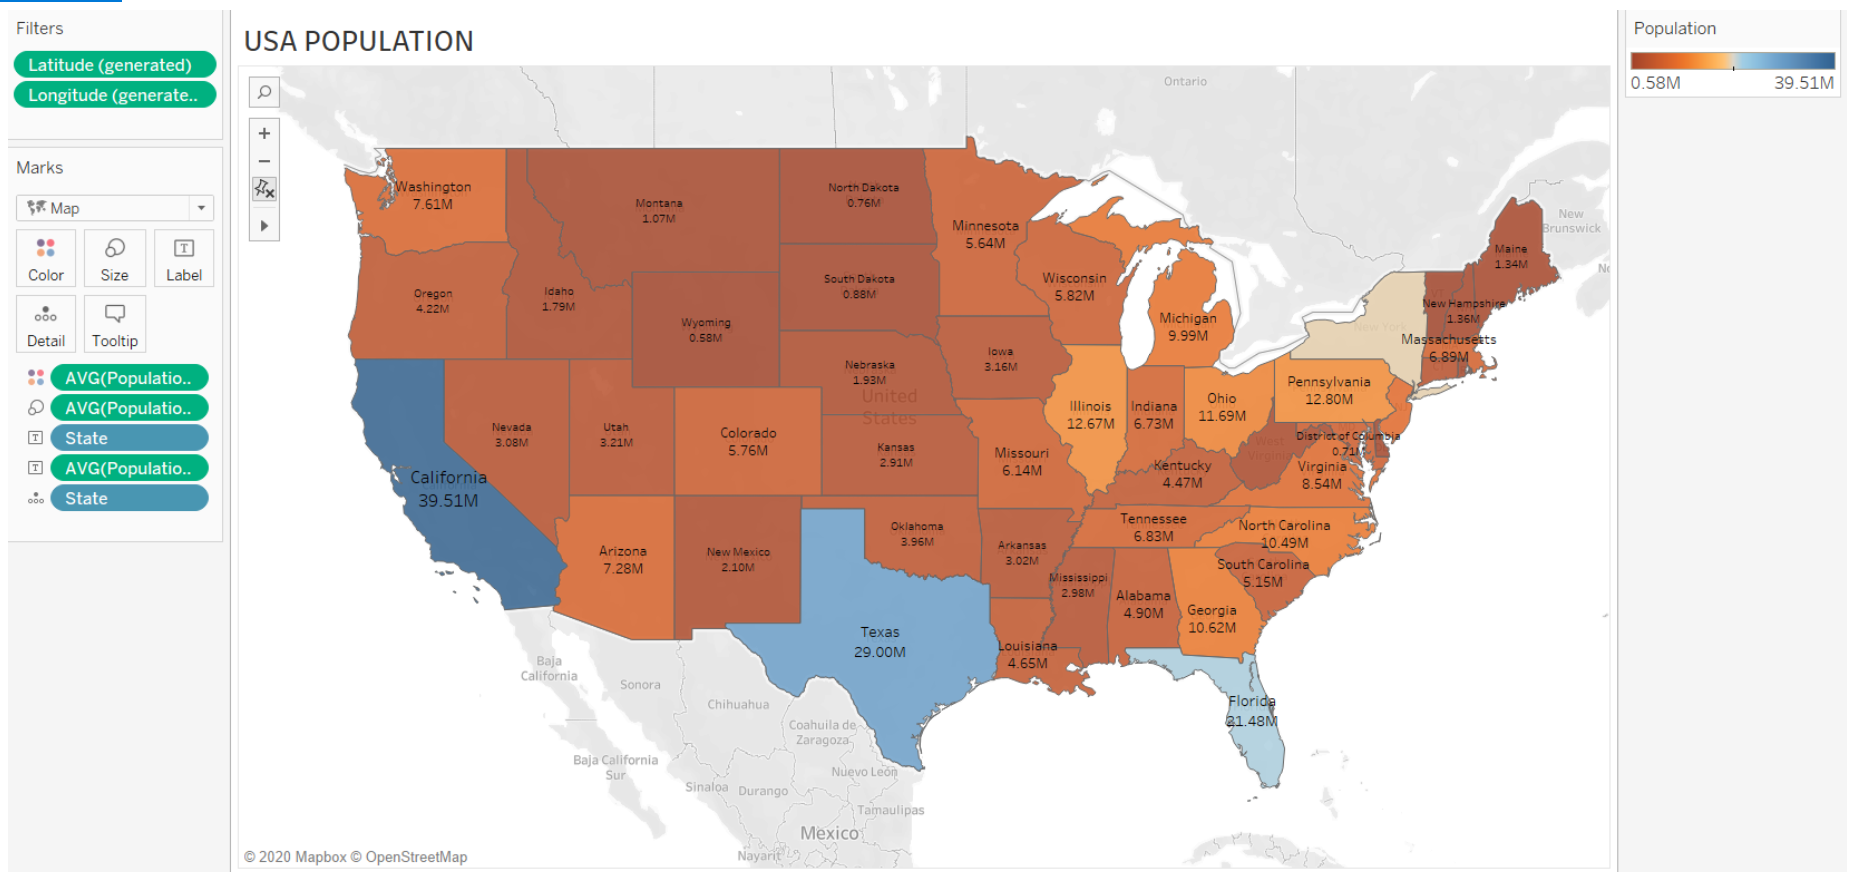 Filters
Latitude (generated)
Longitude (generate..
Marks
Map
Color
Size
Label
Detail
Tooltip
AVG(Populatio..
AVG(Populatio..
State
AVG(Populatio..
State
USA POPULATION
Ontario
New
Brunswick
Washington
7.61M
Montana
1.07M
North Dakota
0.76M
Minnesota
5.64M
Maine
1.34M
Oregon
4.22M
Idaho
1.79M
South Dakota
0.88M
Wisconsin
5.82M
Michigan
9.99M
New York
New Hampshire
1.36M
Massachusetts
6.89M
Wyoming
0.58M
Nebraska
1.93M
United
States
Iowa
3.16M
Illinois
12.67M
Indiana
6.73M
Ohio
11.69M
Pennsylvania
12.80M
Nevada
3.08M
Utah
3.21M
Colorado
5.76M
Kansas
2.91M
Missouri
6.14M
Kentucky
4.47M
West
Virginia
District of Columbia
0.71M
Virginia
8.54M
California
39.51M
Arizona
7.28M
New Mexico
2.10M
Oklahoma
3.96M
Arkansas
3.02M
Tennessee
6.83M
North Carolina
10.49M
South Carolina
5.15M
Mississippi
2.98M
Alabama
4.90M
Georgia
10.62M
Texas
29.00M
Louisiana
4.65M
Florida
21.48M
Baja
California
Sonora
Chihuahua
Coahuila de
Zaragoza
Baja California
Sur
Nuevo León
Sinaloa
Durango
Tamaulipas
Mexico
Nayarit
© 2020 Mapbox © OpenStreetMap
Population
0.58M
39.51M